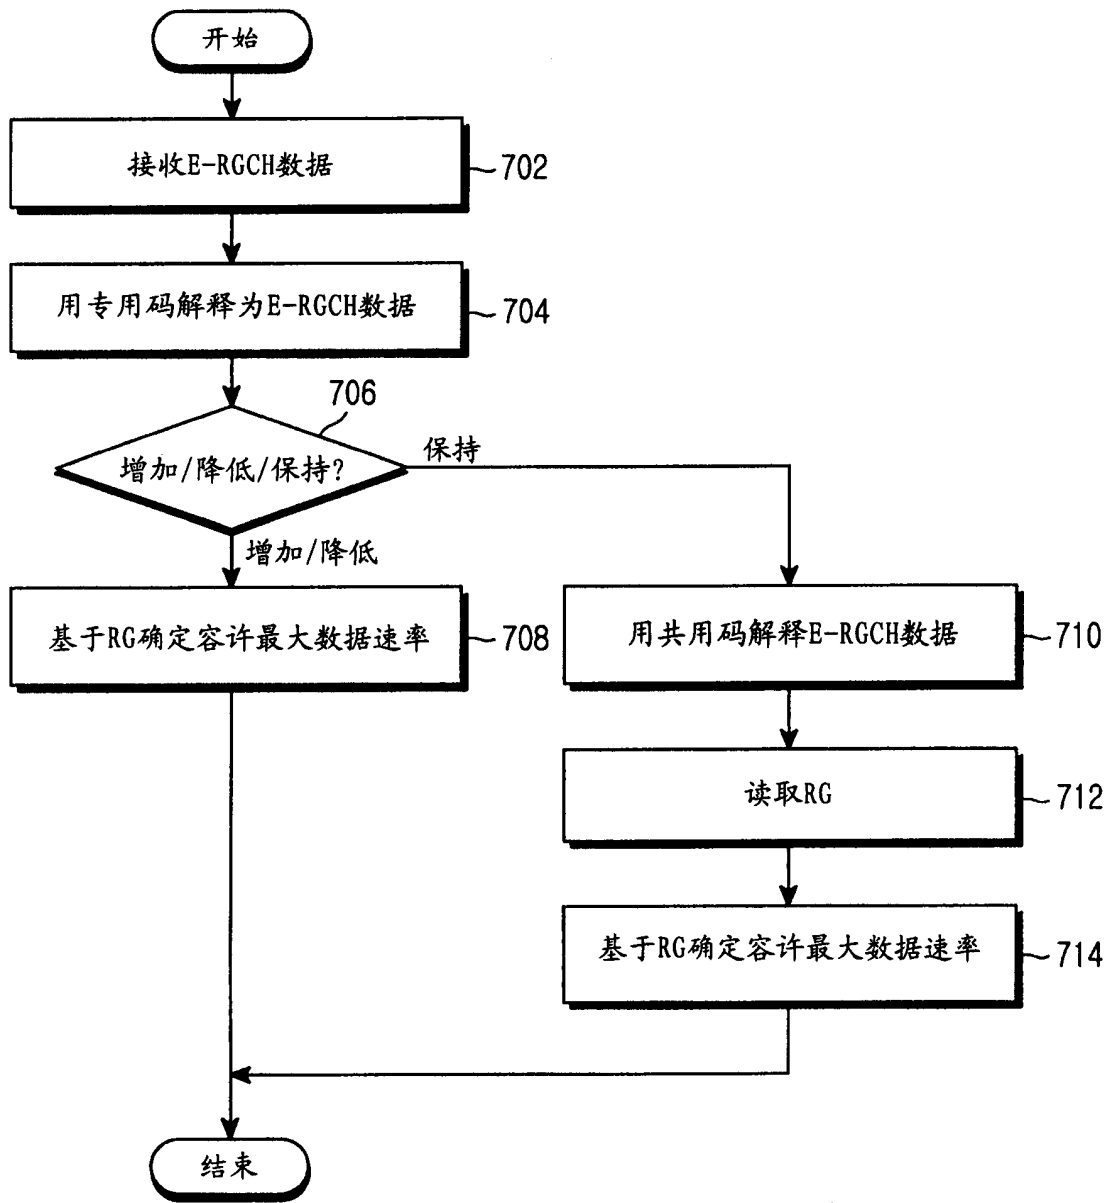 开始
接收E-RGCH数据
702
用专用码解释为E-RGCH数据
704
706
增加/降低/保持?
保持
增加/降低
基于RG确定容许最大数据速率
708
用共用码解释E-RGCH数据
710
读取RG
712
基于RG确定容许最大数据速率
714
结束